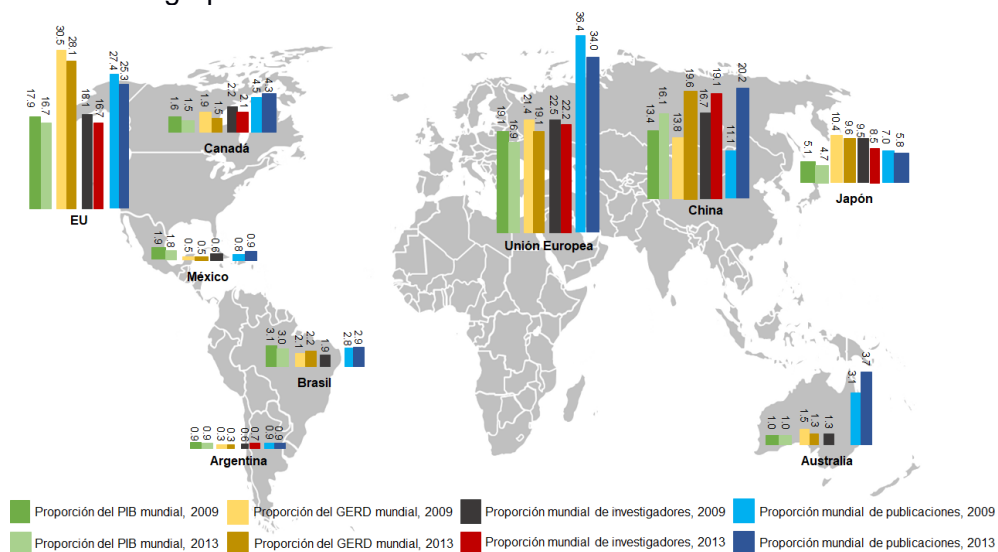 17.9 16.7 30.5 28.1 18.1 16.7 27.4 25.3
EU
1.6 1.5 1.9 1.5 2.2 2.1 4.5 4.3
Canadá
19.1 16.9 21.4 19.1 22.5 22.2 36.4 34.0
Unión Europea
13.4 16.1 13.8 19.6 16.7 19.1 11.1 20.2
China
5.1 4.7 10.4 9.6 9.5 8.5 7.0 5.8
Japón
1.9 1.8 0.5 0.5 0.6 0.8 0.9
México
3.1 3.0 2.1 2.2 1.9 2.8 2.9
Brasil
0.9 0.9 0.3 0.3 0.6 0.7 0.9 0.9
Argentina
1.0 1.0 1.5 1.3 1.3 3.1 3.7
Australia
Proporción del PIB mundial, 2009 Proporción del GERD mundial, 2009 Proporción mundial de investigadores, 2009 Proporción mundial de publicaciones, 2009
Proporción del PIB mundial, 2013 Proporción del GERD mundial, 2013 Proporción mundial de investigadores, 2013 Proporción mundial de publicaciones, 2013